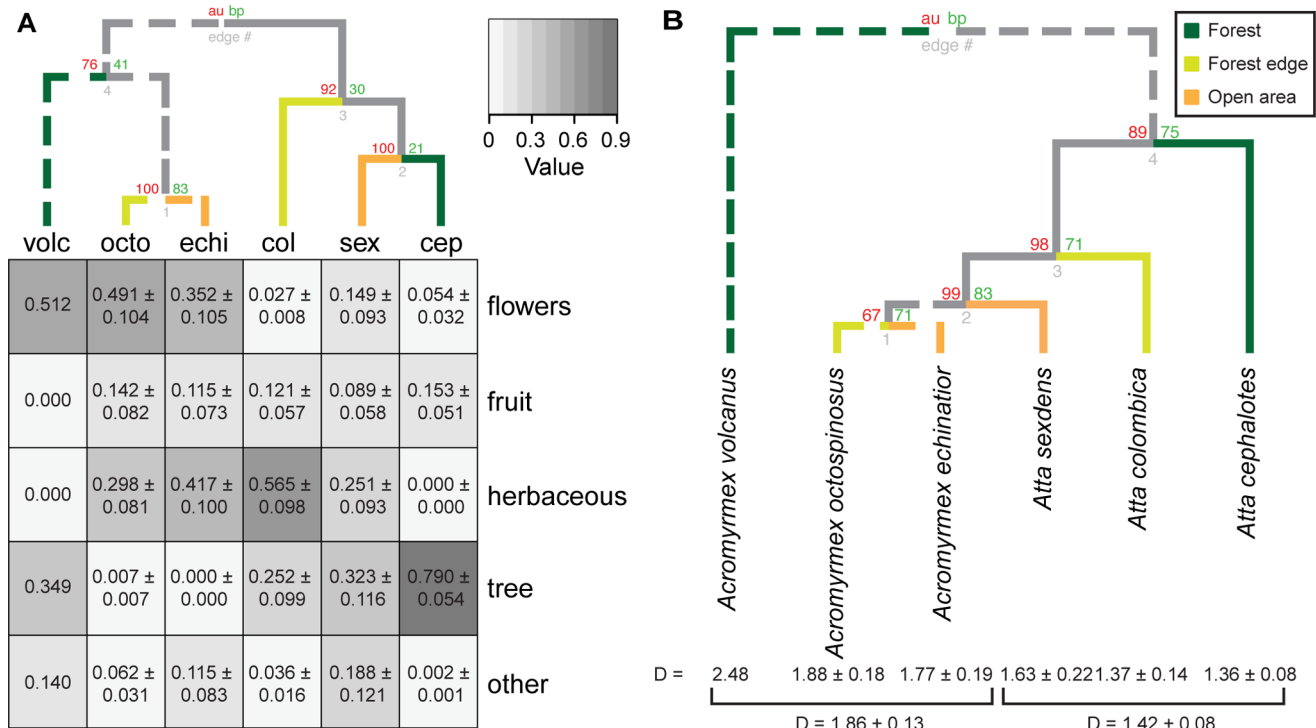 A
au bp
edge #
76 41
4
92 30
3
100 21
2
100 83
1
0 0.3 0.6 0.9
Value
volc octo echi col sex cep
0.512 0.491 ± 0.104 0.352 ± 0.105 0.027 ± 0.008 0.149 ± 0.093 0.054 ± 0.032 flowers
0.000 0.142 ± 0.082 0.115 ± 0.073 0.121 ± 0.057 0.089 ± 0.058 0.153 ± 0.051 fruit
0.000 0.298 ± 0.081 0.417 ± 0.100 0.565 ± 0.098 0.251 ± 0.093 0.000 ± 0.000 herbaceous
0.349 0.007 ± 0.007 0.000 ± 0.000 0.252 ± 0.099 0.323 ± 0.116 0.790 ± 0.054 tree
0.140 0.062 ± 0.031 0.115 ± 0.083 0.036 ± 0.016 0.188 ± 0.121 0.002 ± 0.001 other
B
au bp
edge #
Forest
Forest edge
Open area
89 75
4
98 71
3
99 83
2
67 71
1
Acromyrmex volcanus
Acromyrmex octospinosus
Acromyrmex echinatior
Atta sexdens
Atta colombica
Atta cephalotes
D = 2.48 1.88 ± 0.18 1.77 ± 0.19 1.63 ± 0.22 1.37 ± 0.14 1.36 ± 0.08
D = 1.86 ± 0.13 D = 1.42 ± 0.08